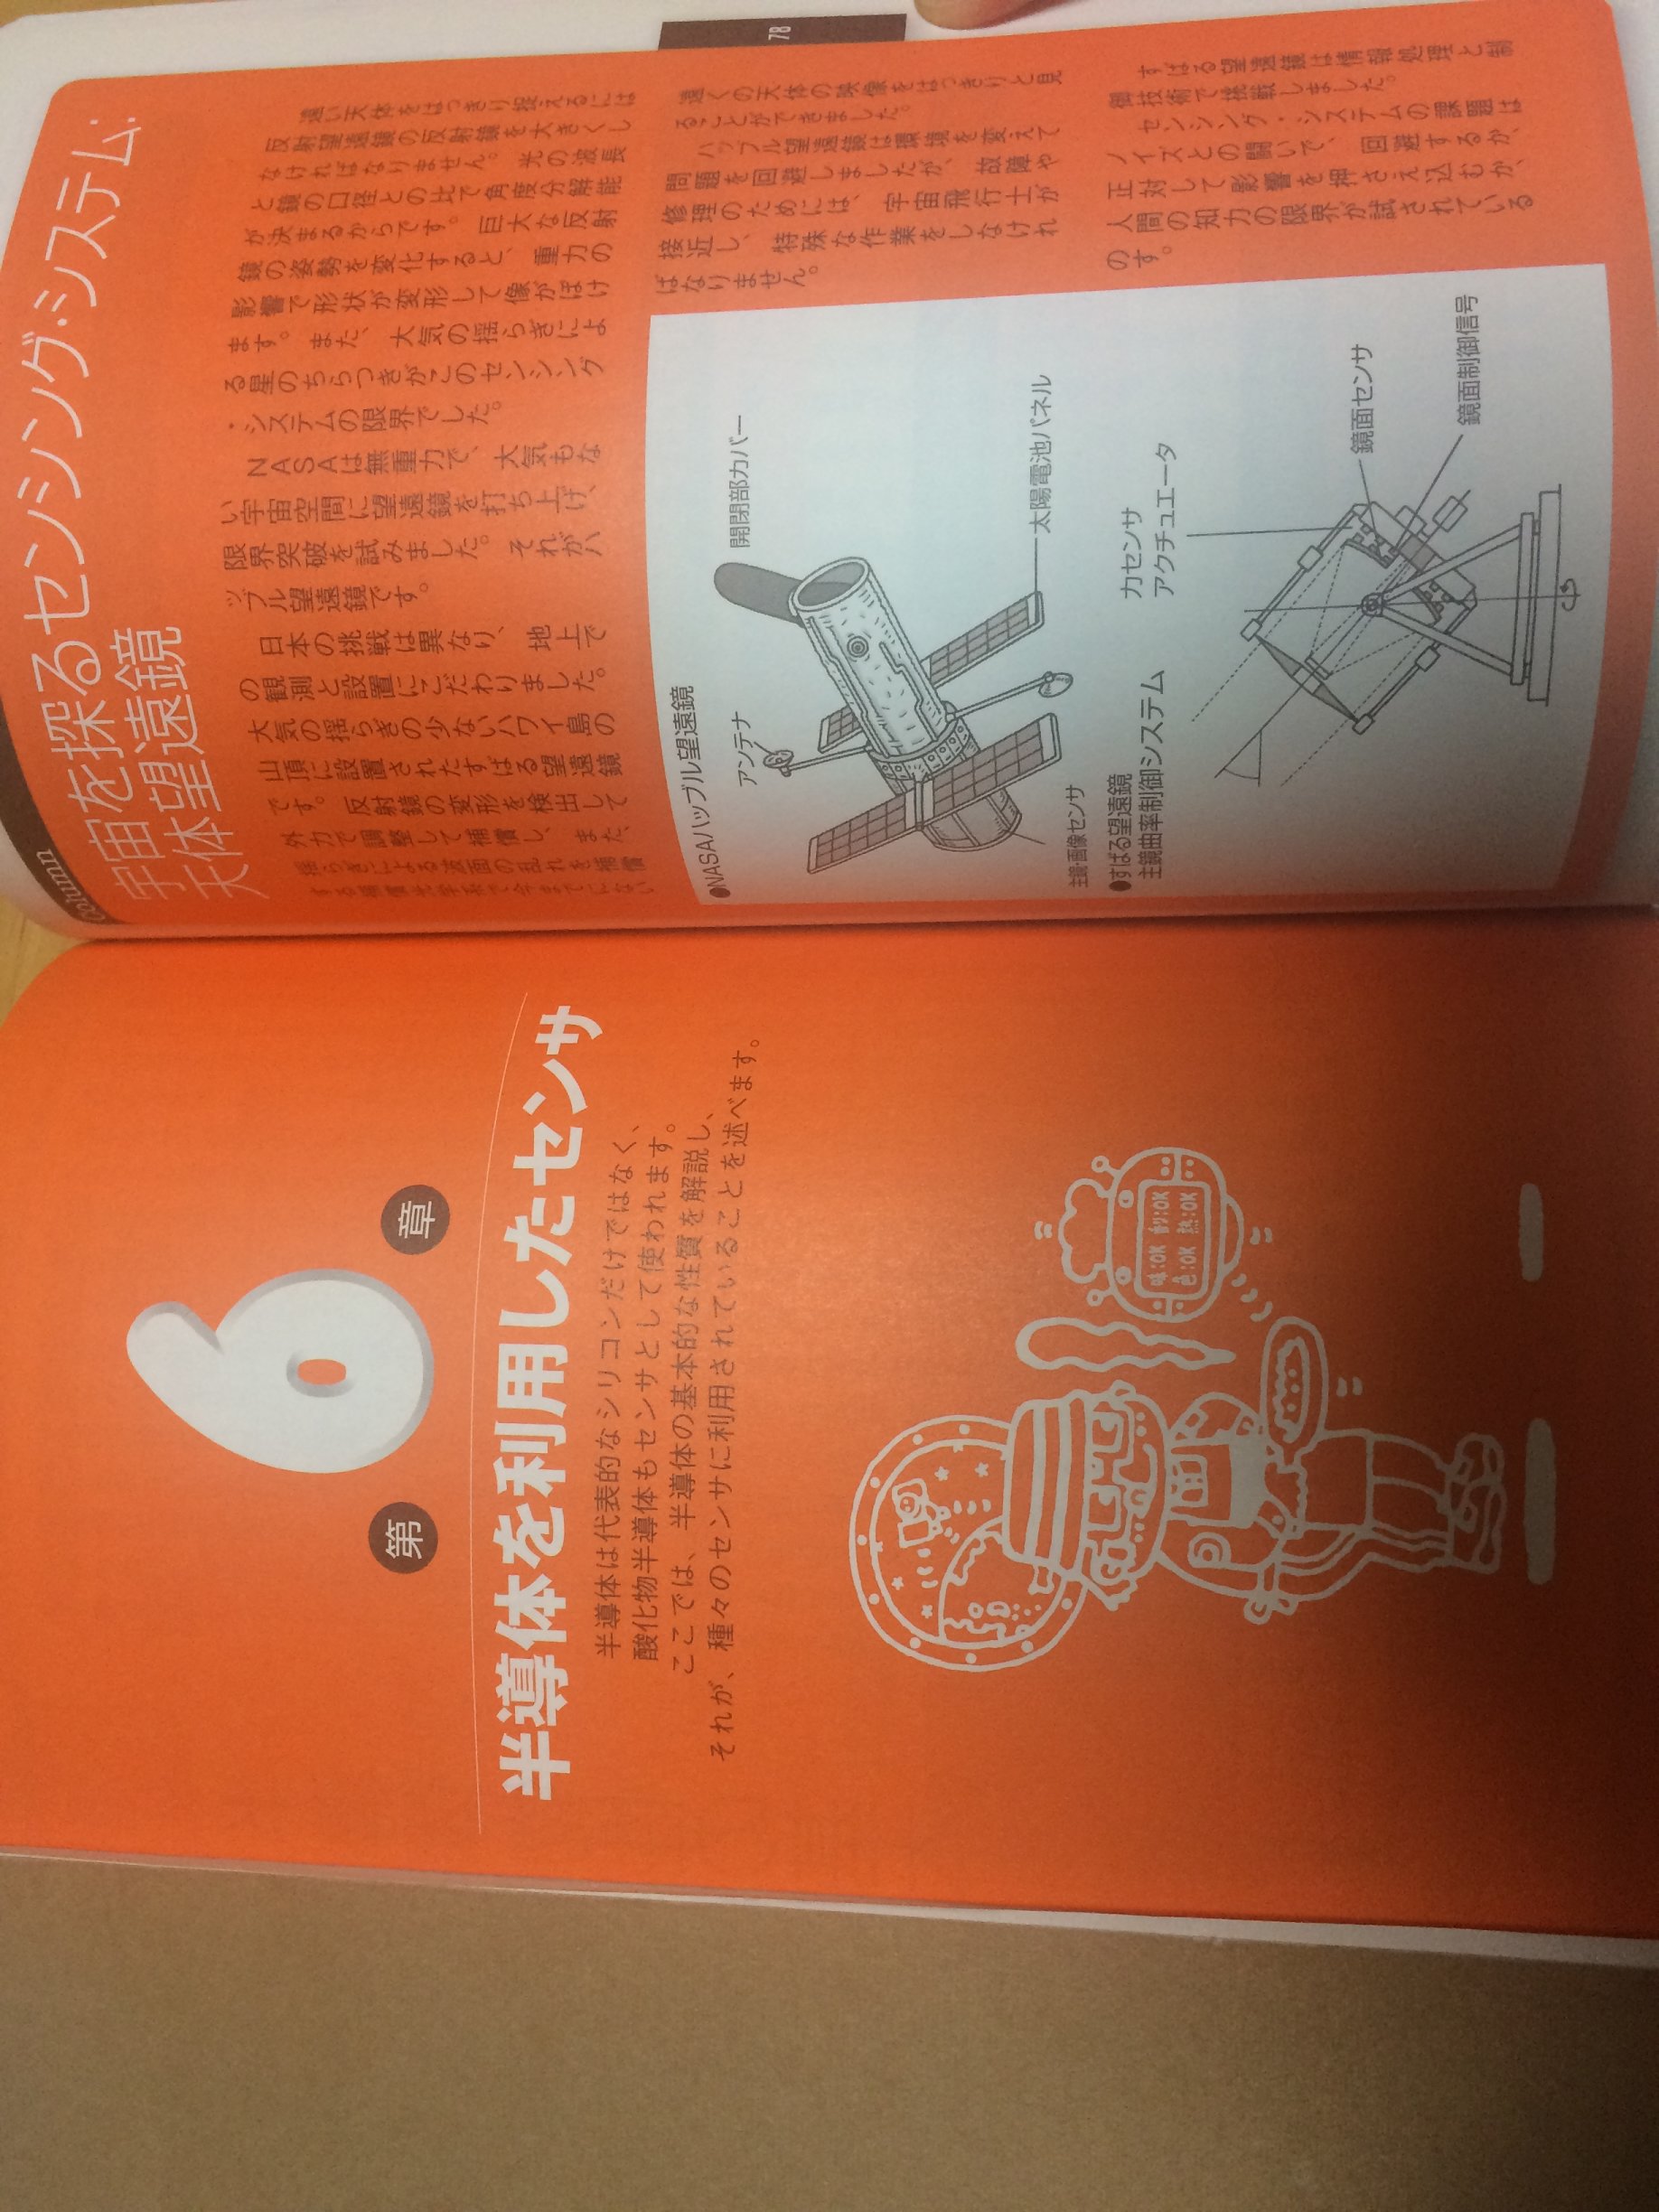 第6章
半導体を利用したセンサ
半導体は代表的なシリコンだけではなく、
酸化物半導体もセンサとして使われます。
ここでは、半導体の基本的な性質を解説し、
それが、種々のセンサに利用されていることを述べます。
味:OK 香り:OK
色:OK 熱:OK
Column
宇宙を探るセンシング・システム:
天体望遠鏡
遠い天体をはっきり捉えるには
反射望遠鏡の反射鏡を大きくし
なければなりません。光の波長
と鏡の口径との比で角度分解能
が決まるからです。巨大な反射
鏡の姿勢を変化すると、重力の
影響で形状が変形して像がぼけ
ます。また、大気の揺らぎによ
る星のちらつきがこのセンシング
・システムの限界でした。
NASAは無重力で、大気もな
い宇宙空間に望遠鏡を打ち上げ、
限界突破を試みました。それがハ
ッブル望遠鏡です。
日本の挑戦は異なり、地上で
の観測と設置にこだわりました。
大気の揺らぎの少ないハワイ島の
山頂に設置されたすばる望遠鏡
です。反射鏡の変形を検出して
外力で調整して補償し、また、
揺らぎによる波面の乱れを補償
する補償光学系で今までにない
遠くの天体の映像をはっきりと見
ることができました。
ハッブル望遠鏡は環境を変えて
問題を回避しましたが、故障や
修理のためには、宇宙飛行士が
接近し、特殊な作業をしなけれ
ばなりません。
すばる望遠鏡は情報処理と制
御技術で挑戦しました。
センシング・システムの課題は
ノイズとの闘いで、回避するか、
正対して影響を押さえ込むか、
人間の知力の限界が試されている
のす。
●NASAハッブル望遠鏡
アンテナ
開閉部カバー
太陽電池パネル
主鏡・画像センサ
●すばる望遠鏡
主鏡曲率制御システム
力センサ
アクチュエータ
鏡面センサ
鏡面制御信号
78